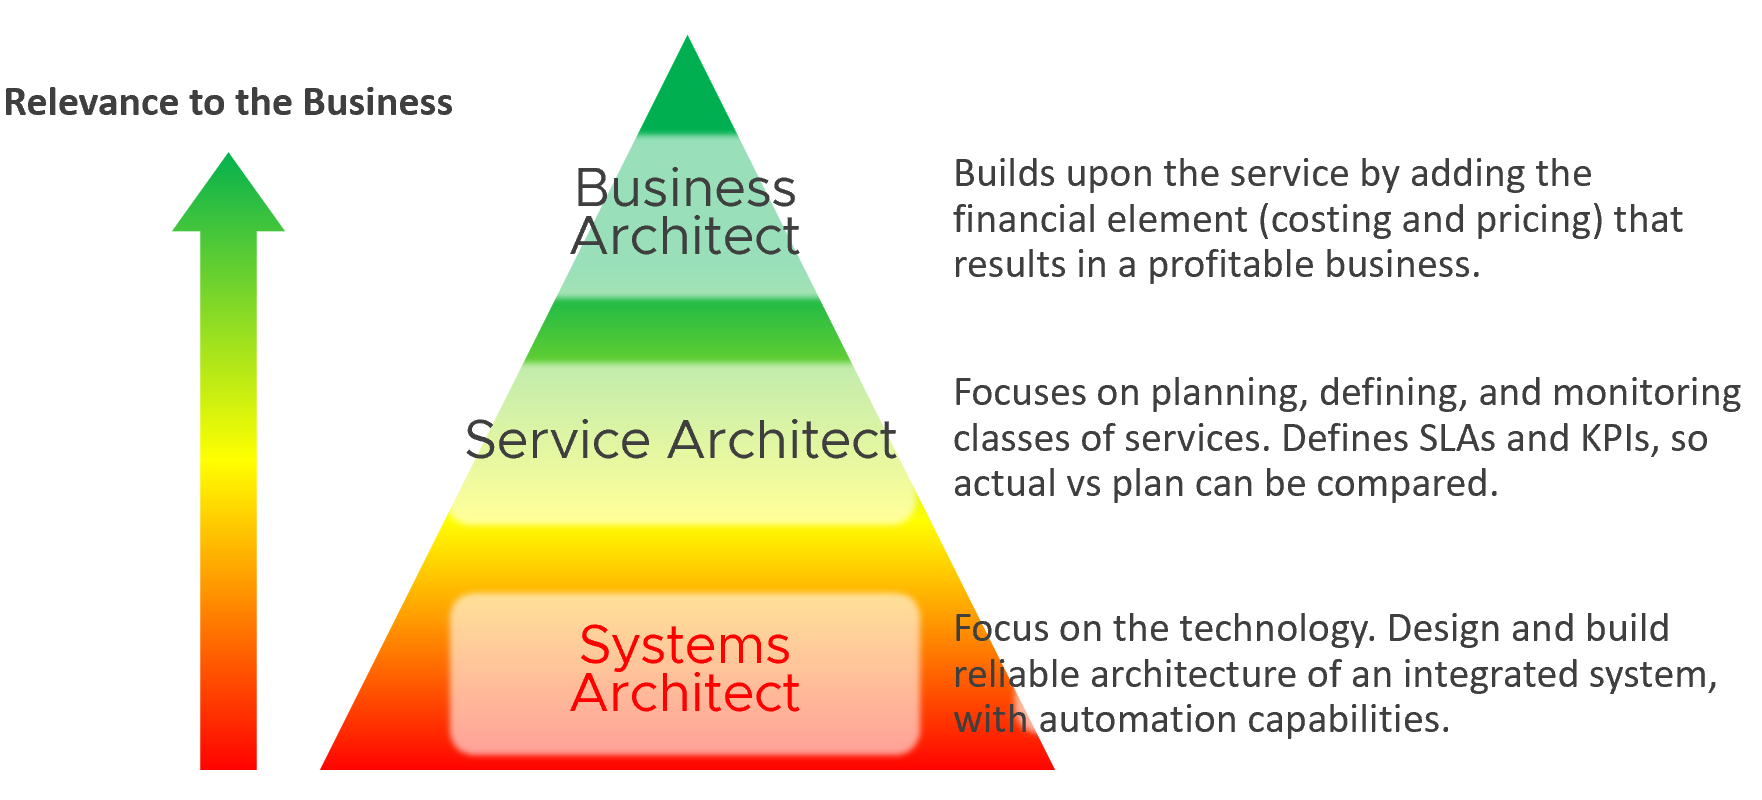 Relevance to the Business
Business
Architect
Builds upon the service by adding the
financial element (costing and pricing) that
results in a profitable business.
Service Architect
Focuses on planning, defining, and monitoring
classes of services. Defines SLAs and KPIs, so
actual vs plan can be compared.
Systems
Architect
Focus on the technology. Design and build
reliable architecture of an integrated system,
with automation capabilities.